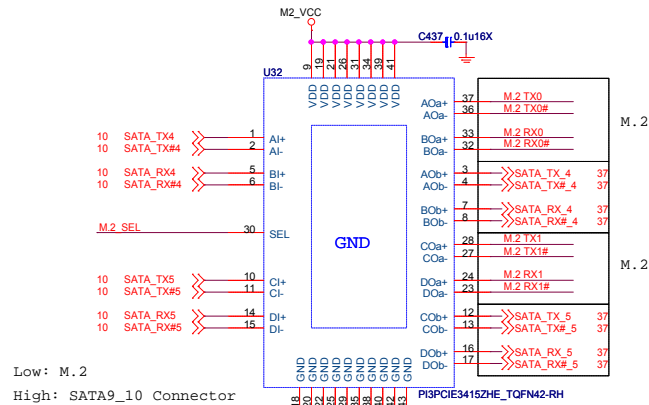 M2_VCC
C437 0.1u16X
U32
9 19 21 26 31 34 39 41
VDD VDD VDD VDD VDD VDD VDD VDD
10 SATA_TX4 1 AI+
10 SATA_TX#4 2 AI-
10 SATA_RX4 5 BI+
10 SATA_RX#4 6 BI-
M.2_SEL 30 SEL
10 SATA_TX5 10 CI+
10 SATA_TX#5 11 CI-
10 SATA_RX5 14 DI+
10 SATA_RX#5 15 DI-
GND
AOa+ 37 M.2 TX0
AOa- 36 M.2 TX0#
M.2
BOa+ 33 M.2 RX0
BOa- 32 M.2 RX0#
AOb+ 3 SATA_TX_4 37
AOb- 4 SATA_TX#_4 37
BOb+ 7 SATA_RX_4 37
BOb- 8 SATA_RX#_4 37
COa+ 28 M.2 TX1
COa- 27 M.2 TX1#
M.2
DOa+ 24 M.2 RX1
DOa- 23 M.2 RX1#
COb+ 12 SATA_TX_5 37
COb- 13 SATA_TX#_5 37
DOb+ 16 SATA_RX_5 37
DOb- 17 SATA_RX#_5 37
GND GND GND GND GND GND GND GND GND GND
PI3PCIE3415ZHE_TQFN42-RH
Low: M.2
High: SATA9_10 Connector